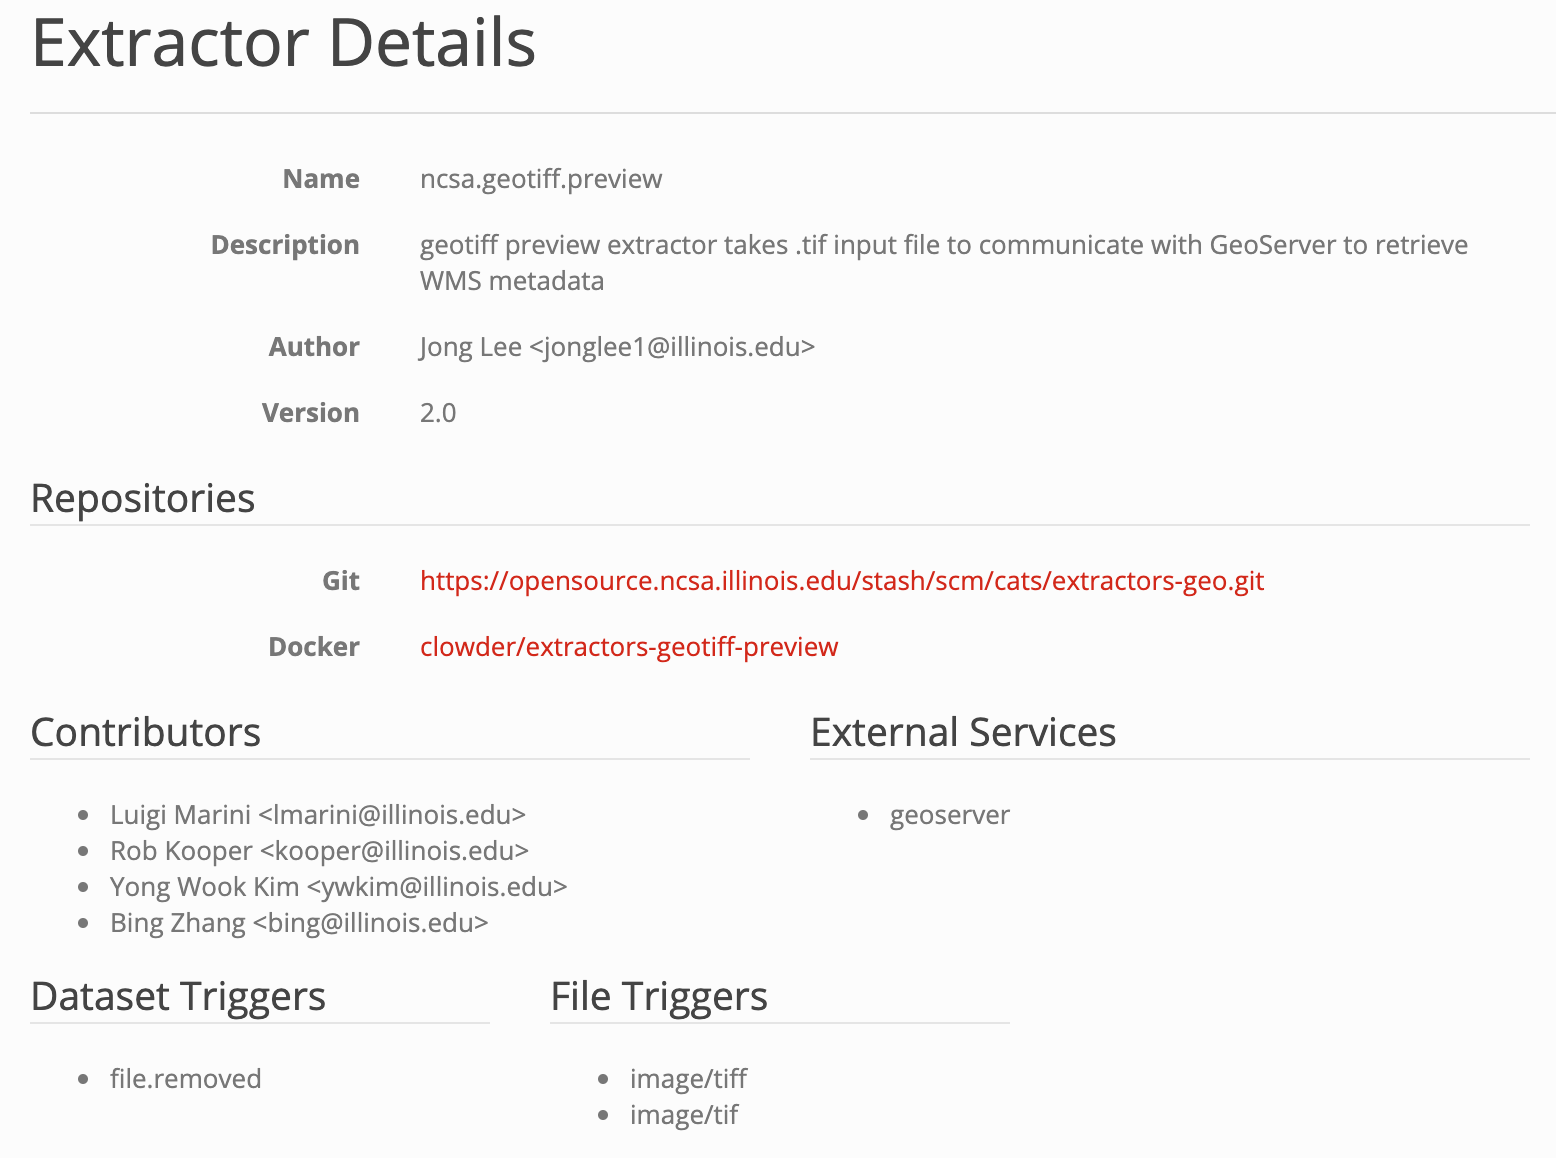 Extractor Details
Name ncsa.geotiff.preview
Description geotiff preview extractor takes .tif input file to communicate with GeoServer to retrieve
WMS metadata
Author Jong Lee <jonglee1@illinois.edu>
Version 2.0
Repositories
Git https://opensource.ncsa.illinois.edu/stash/scm/cats/extractors-geo.git
Docker clowder/extractors-geotiff-preview
Contributors
Luigi Marini <lmarini@illinois.edu>
Rob Kooper <kooper@illinois.edu>
Yong Wook Kim <ywkim@illinois.edu>
Bing Zhang <bing@illinois.edu>
External Services
geoserver
Dataset Triggers
file.removed
File Triggers
image/tiff
image/tif